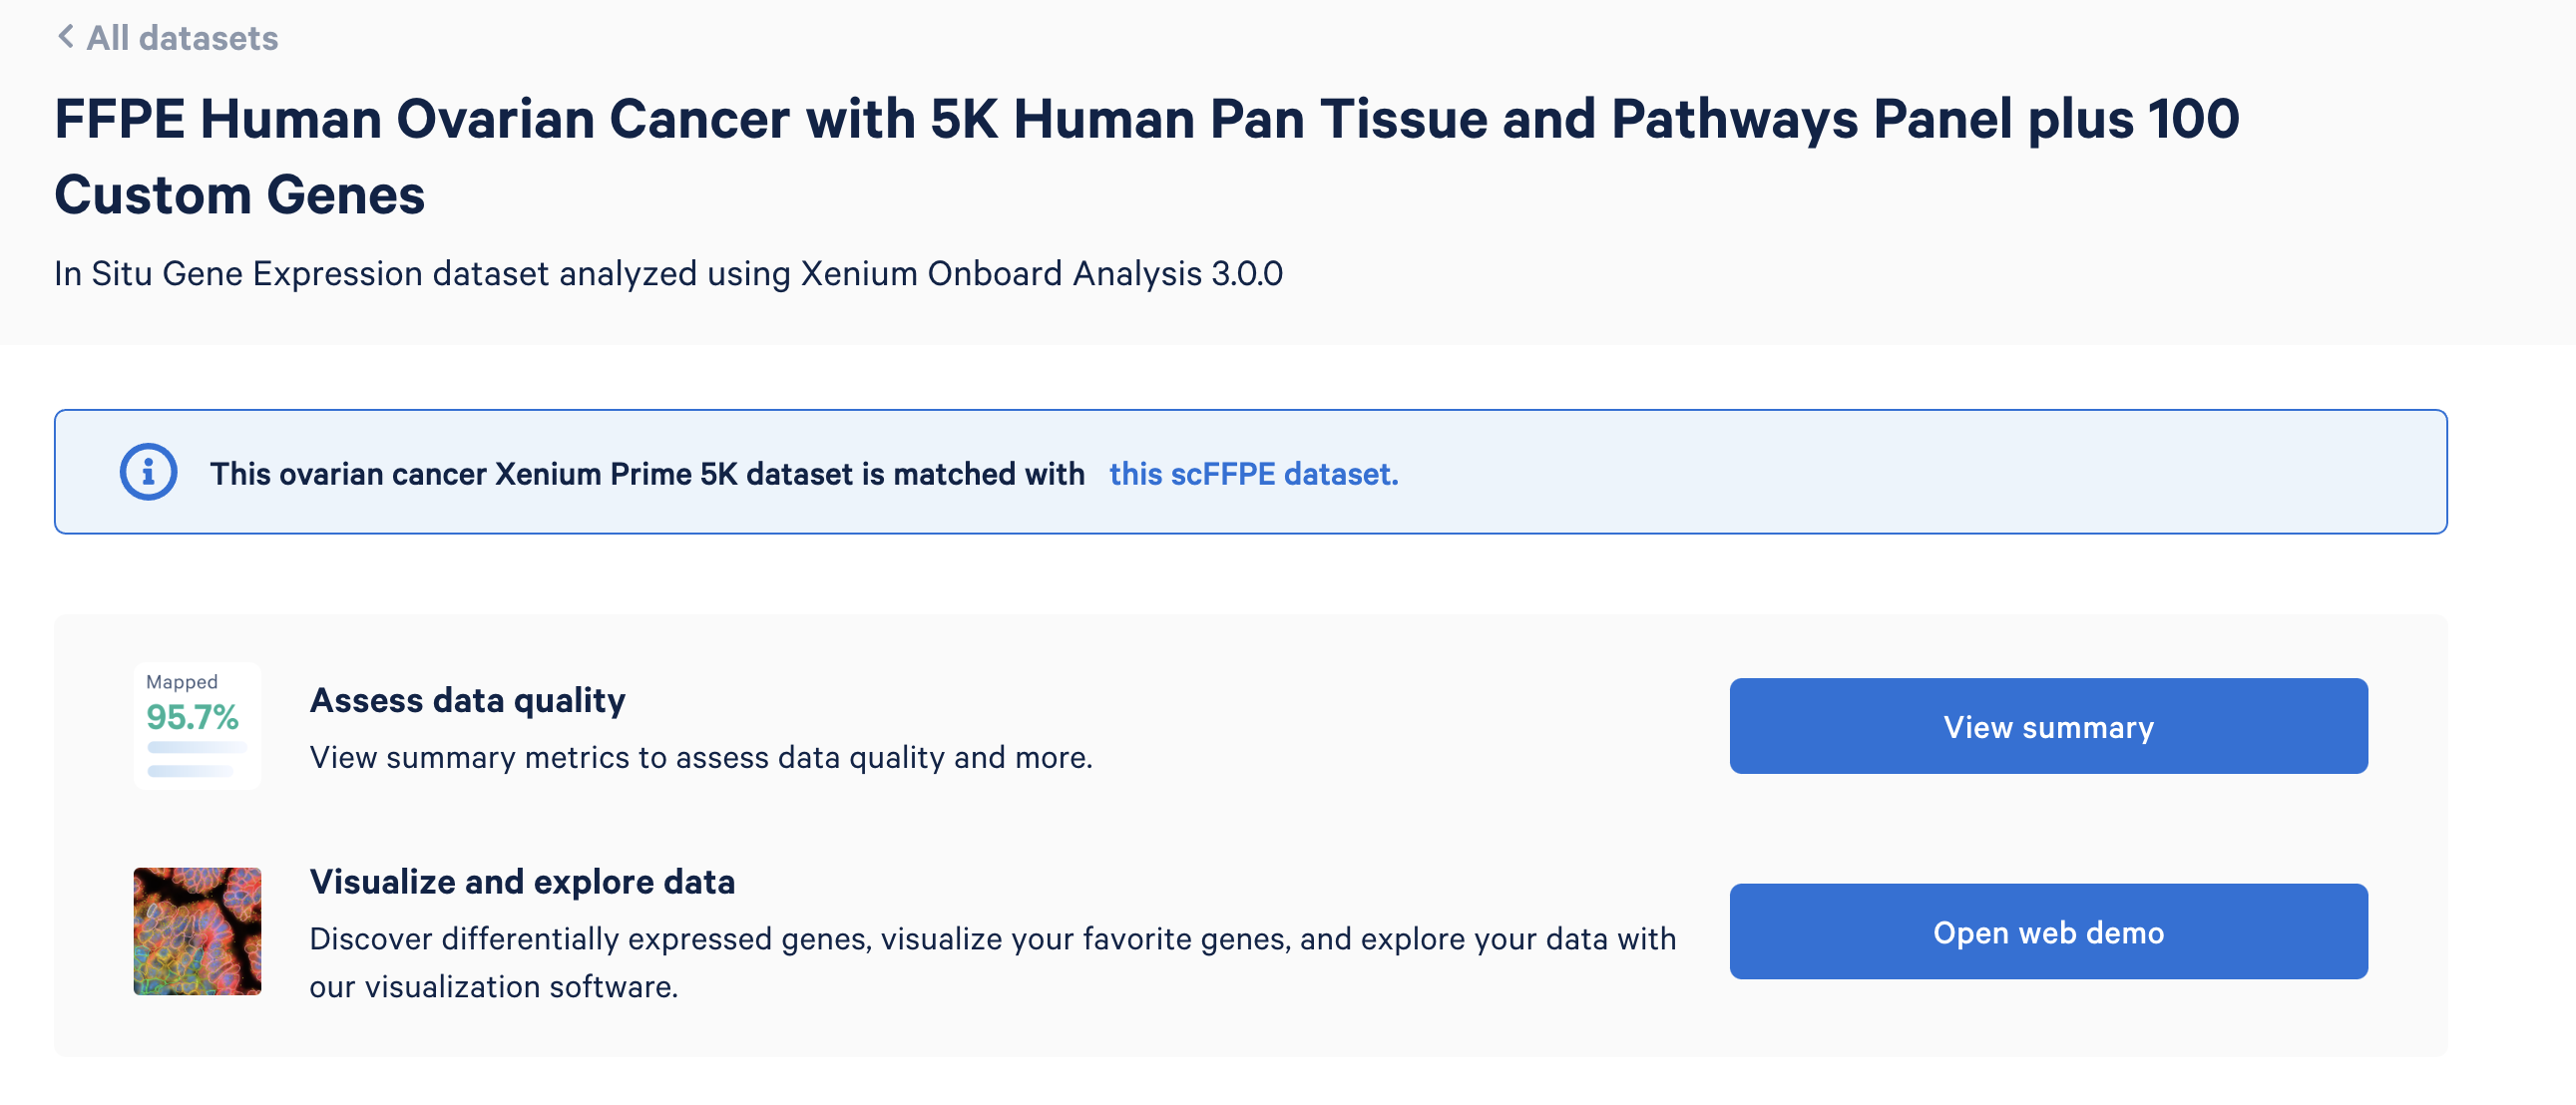 All datasets
FFPE Human Ovarian Cancer with 5K Human Pan Tissue and Pathways Panel plus 100
Custom Genes
In Situ Gene Expression dataset analyzed using Xenium Onboard Analysis 3.0.0
This ovarian cancer Xenium Prime 5K dataset is matched with this scFFPE dataset.
Mapped
95.7%
Assess data quality
View summary metrics to assess data quality and more.
View summary
Visualize and explore data
Discover differentially expressed genes, visualize your favorite genes, and explore your data with
our visualization software.
Open web demo